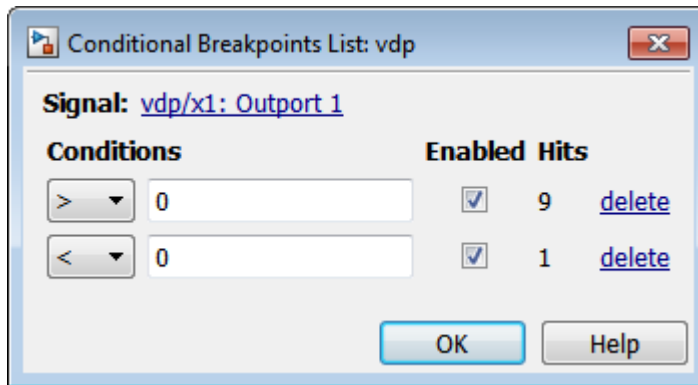 Conditional Breakpoints List: vdp
Signal: vdp/x1: Outport 1
Conditions Enabled Hits
> 0 9 delete
< 0 1 delete
OK Help